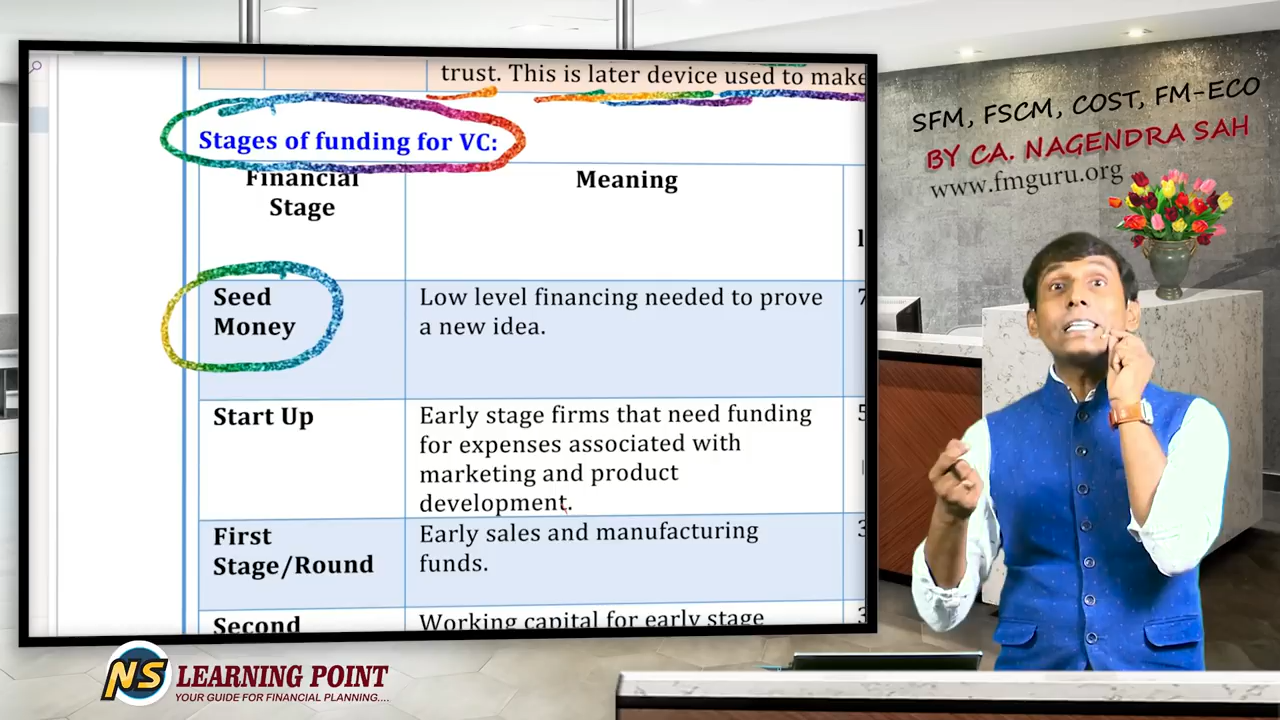 trust. This is later device used to make
Stages of funding for VC:
Financial
Stage
Meaning
Seed
Money
Low level financing needed to prove
a new idea.
Start Up
Early stage firms that need funding
for expenses associated with
marketing and product
development.
First
Stage/Round
Early sales and manufacturing
funds.
Second
Working capital for early stage
SFM, FSCM, COST, FM-ECO
BY CA. NAGENDRA SAH
www.fmguru.org
NS LEARNING POINT
YOUR GUIDE FOR FINANCIAL PLANNING....